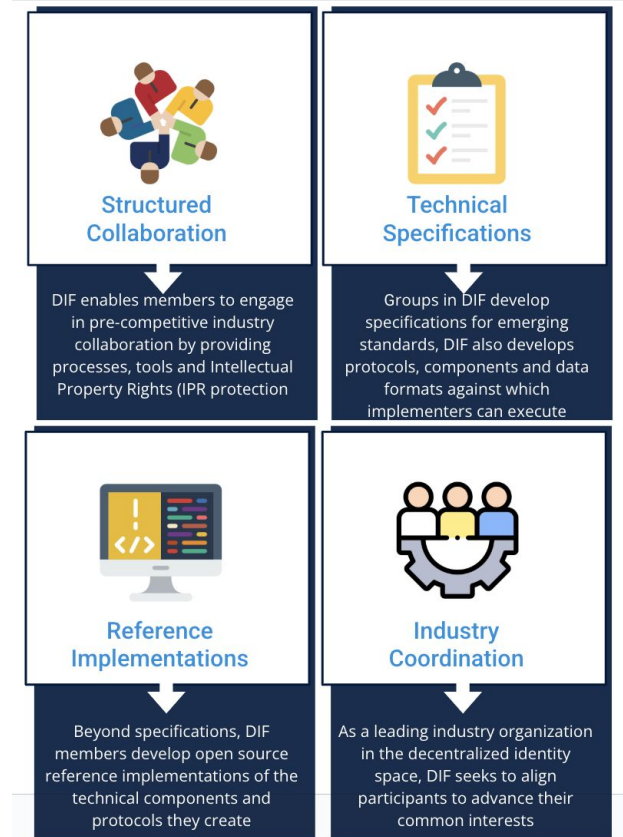 Structured
Collaboration
DIF enables members to engage
in pre-competitive industry
collaboration by providing
processes, tools and Intellectual
Property Rights (IPR protection
Technical
Specifications
Groups in DIF develop
specifications for emerging
standards, DIF also develops
protocols, components and data
formats against which
implementers can execute
Reference
Implementations
Beyond specifications, DIF
members develop open source
reference implementations of the
technical components and
protocols they create
Industry
Coordination
As a leading industry organization
in the decentralized identity
space, DIF seeks to align
participants to advance their
common interests